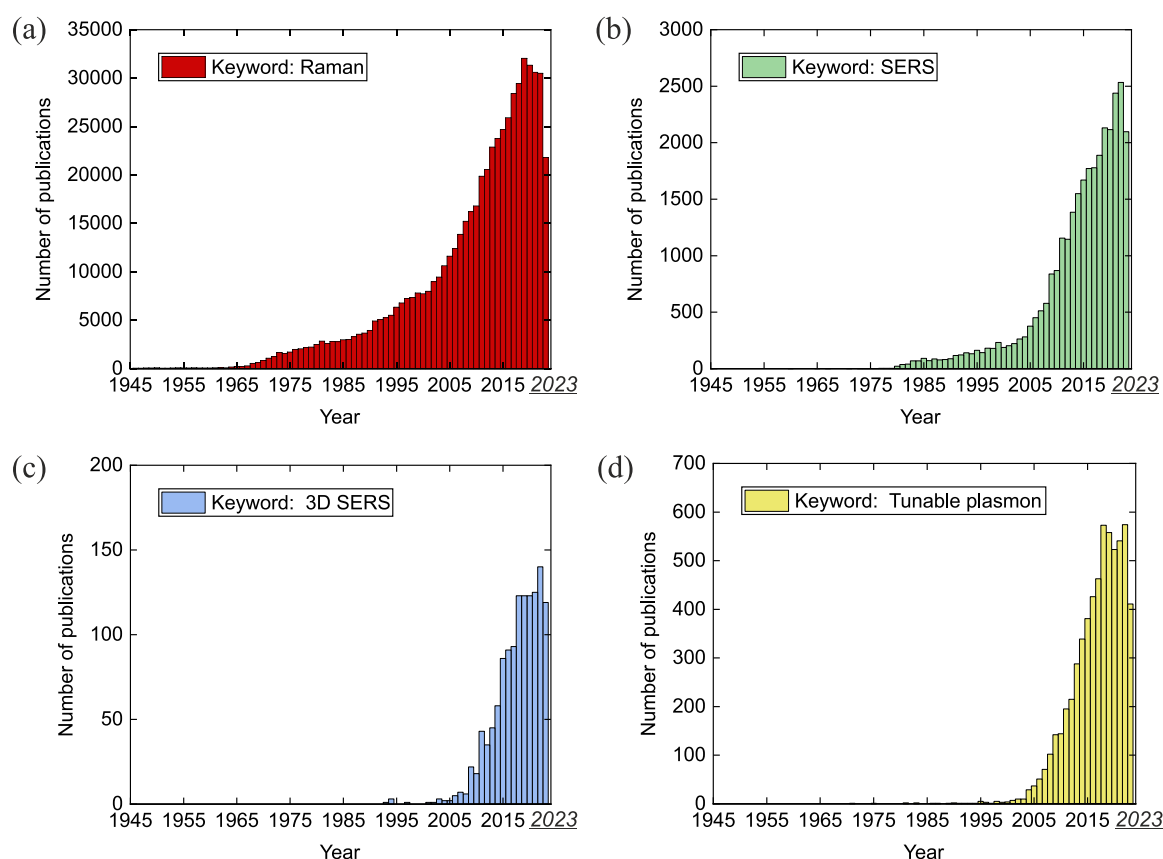 (a)
35000
30000
25000
20000
15000
10000
5000
0
Number of publications
Keyword: Raman
1945 1955 1965 1975 1985 1995 2005 2015 2023
Year
(b)
3000
2500
2000
1500
1000
500
0
Number of publications
Keyword: SERS
1945 1955 1965 1975 1985 1995 2005 2015 2023
Year
(c)
200
150
100
50
0
Number of publications
Keyword: 3D SERS
1945 1955 1965 1975 1985 1995 2005 2015 2023
Year
(d)
700
600
500
400
300
200
100
0
Number of publications
Keyword: Tunable plasmon
1945 1955 1965 1975 1985 1995 2005 2015 2023
Year